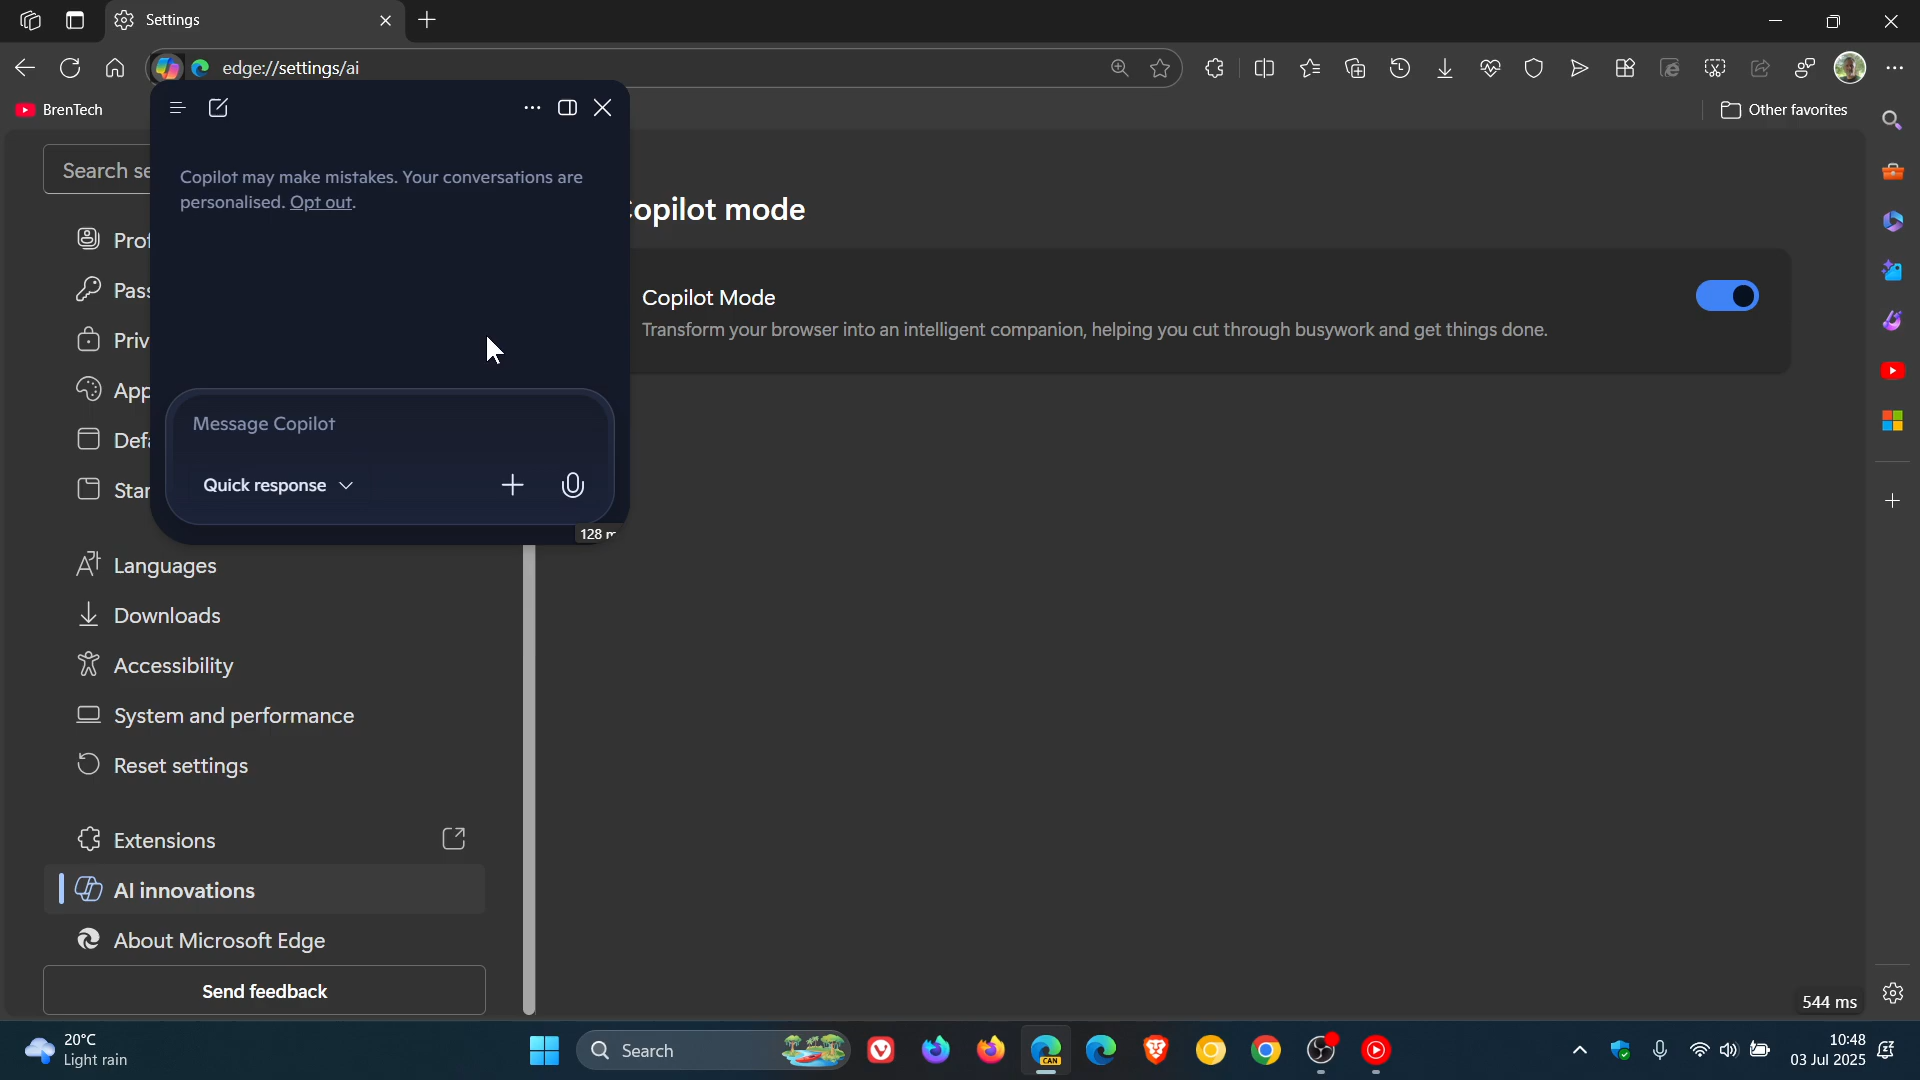 Settings
edge://settings/ai
BrenTech
Other favorites
Copilot may make mistakes. Your conversations are
personalised. Opt out.
Message Copilot
Quick response
128 m
Search se
Prof
Pass
Priv
App
Defa
Star
Languages
Downloads
Accessibility
System and performance
Reset settings
Extensions
AI innovations
About Microsoft Edge
Send feedback
Copilot mode
Copilot Mode
Transform your browser into an intelligent companion, helping you cut through busywork and get things done.
544 ms
20°C
Light rain
Search
CAN
10:48
03 Jul 2025